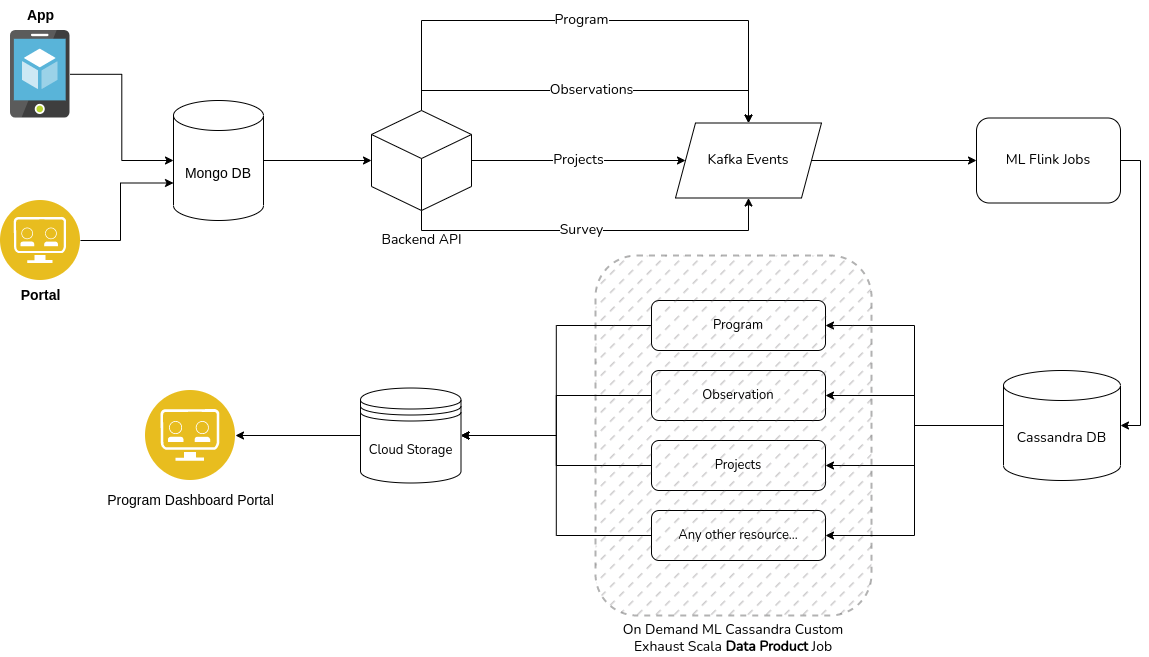 App
Program
Observations
Mongo DB
Projects
Kafka Events
ML Flink Jobs
Survey
Backend API
Portal
Program
Observation
Projects
Any other resource...
Cassandra DB
Cloud Storage
Program Dashboard Portal
On Demand ML Cassandra Custom
Exhaust Scala Data Product Job